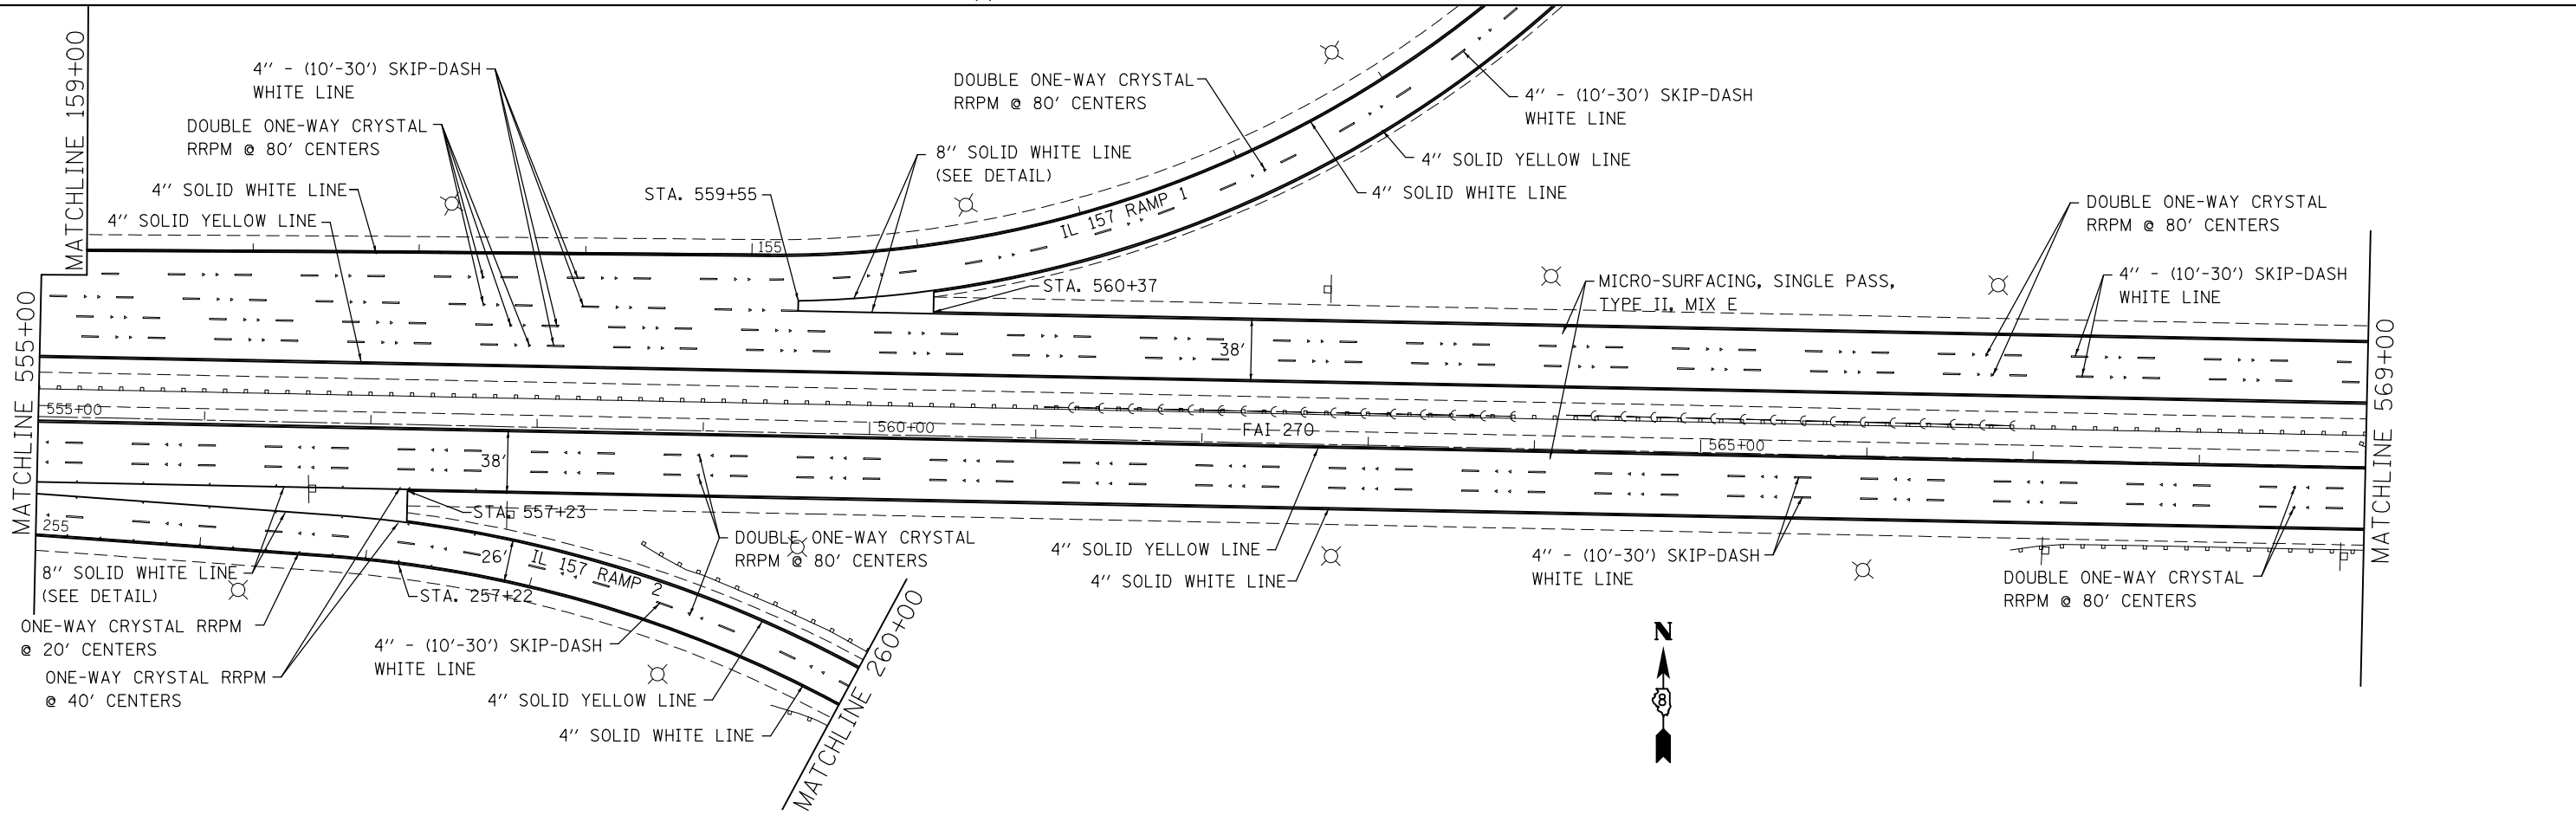 MATCHLINE 159+00
4" - (10'-30') SKIP-DASH
WHITE LINE
DOUBLE ONE-WAY CRYSTAL
RRPM @ 80' CENTERS
4" SOLID WHITE LINE
4" SOLID YELLOW LINE
STA. 559+55
8" SOLID WHITE LINE
(SEE DETAIL)
DOUBLE ONE-WAY CRYSTAL
RRPM @ 80' CENTERS
4" - (10'-30') SKIP-DASH
WHITE LINE
4" SOLID YELLOW LINE
4" SOLID WHITE LINE
IL 157 RAMP 1
155
STA. 560+37
MICRO-SURFACING, SINGLE PASS,
TYPE II, MIX E
DOUBLE ONE-WAY CRYSTAL
RRPM @ 80' CENTERS
4" - (10'-30') SKIP-DASH
WHITE LINE
MATCHLINE 555+00
38'
555+00
560+00
FAI 270
565+00
MATCHLINE 569+00
38'
STA. 557+23
255
26'
IL 157 RAMP 2
DOUBLE ONE-WAY CRYSTAL
RRPM @ 80' CENTERS
4" SOLID YELLOW LINE
4" SOLID WHITE LINE
4" - (10'-30') SKIP-DASH
WHITE LINE
DOUBLE ONE-WAY CRYSTAL
RRPM @ 80' CENTERS
8" SOLID WHITE LINE
(SEE DETAIL)
STA. 257+22
ONE-WAY CRYSTAL RRPM
@ 20' CENTERS
ONE-WAY CRYSTAL RRPM
@ 40' CENTERS
4" - (10'-30') SKIP-DASH
WHITE LINE
4" SOLID YELLOW LINE
4" SOLID WHITE LINE
MATCHLINE 260+00
N
8